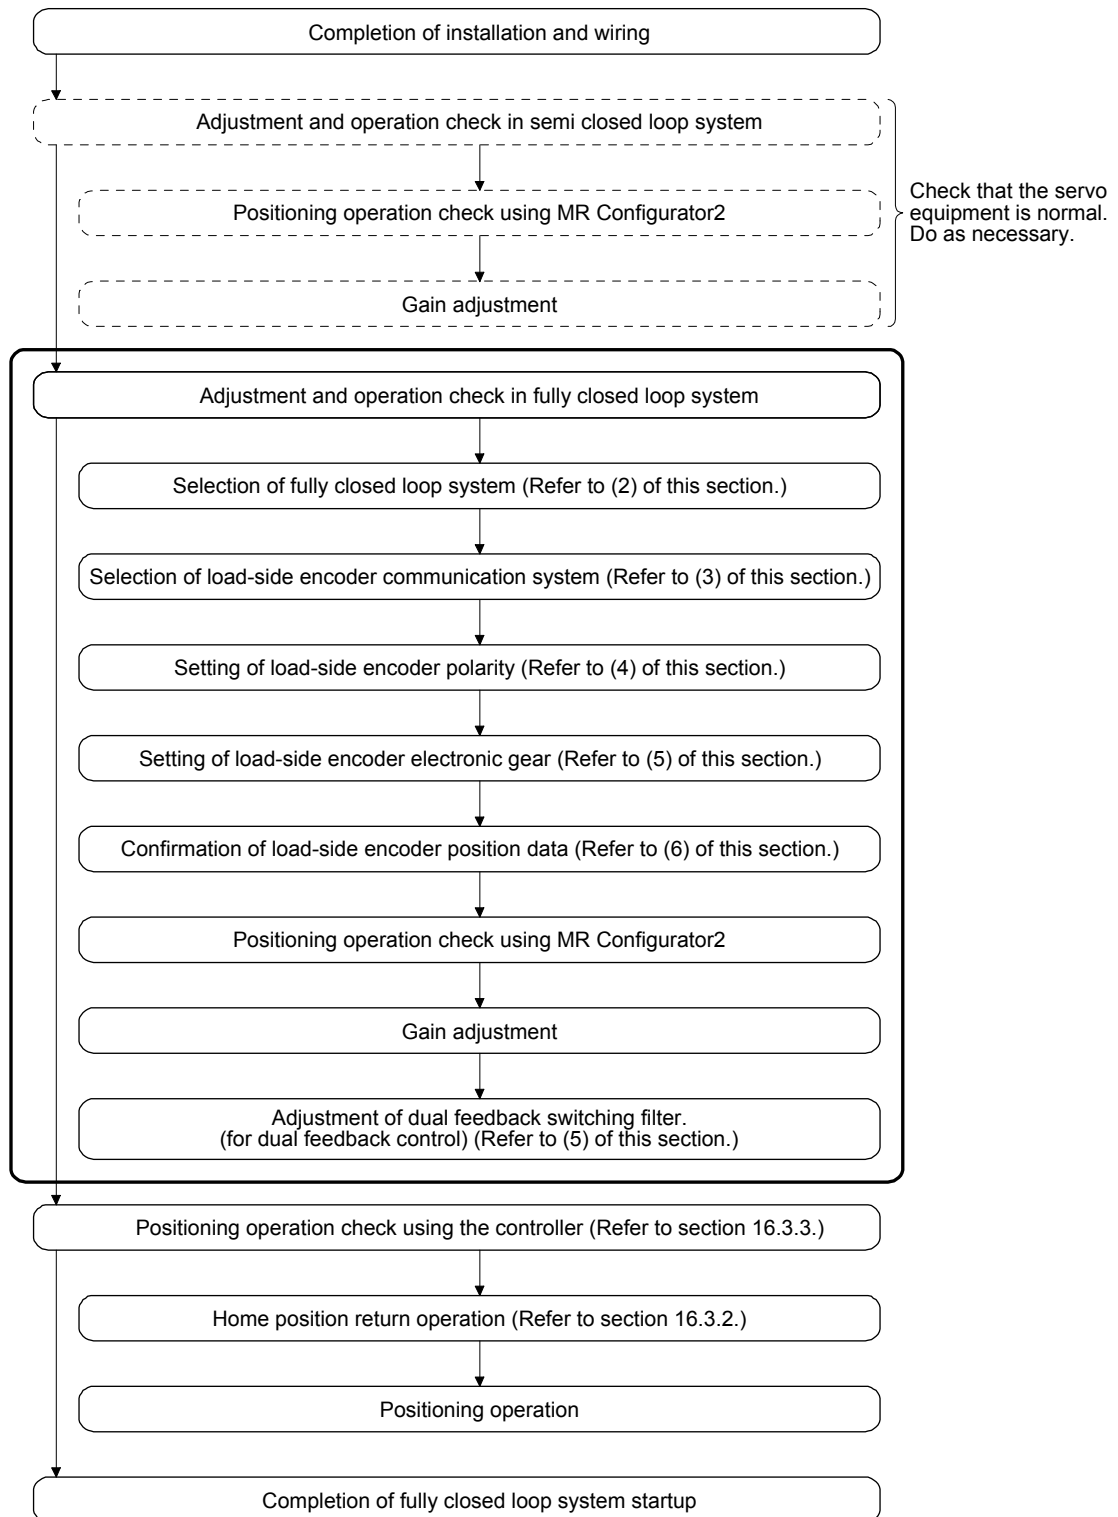 Completion of installation and wiring
Adjustment and operation check in semi closed loop system
Positioning operation check using MR Configurator2
Gain adjustment
Check that the servo
equipment is normal.
Do as necessary.
Adjustment and operation check in fully closed loop system
Selection of fully closed loop system (Refer to (2) of this section.)
Selection of load-side encoder communication system (Refer to (3) of this section.)
Setting of load-side encoder polarity (Refer to (4) of this section.)
Setting of load-side encoder electronic gear (Refer to (5) of this section.)
Confirmation of load-side encoder position data (Refer to (6) of this section.)
Positioning operation check using MR Configurator2
Gain adjustment
Adjustment of dual feedback switching filter.
(for dual feedback control) (Refer to (5) of this section.)
Positioning operation check using the controller (Refer to section 16.3.3.)
Home position return operation (Refer to section 16.3.2.)
Positioning operation
Completion of fully closed loop system startup